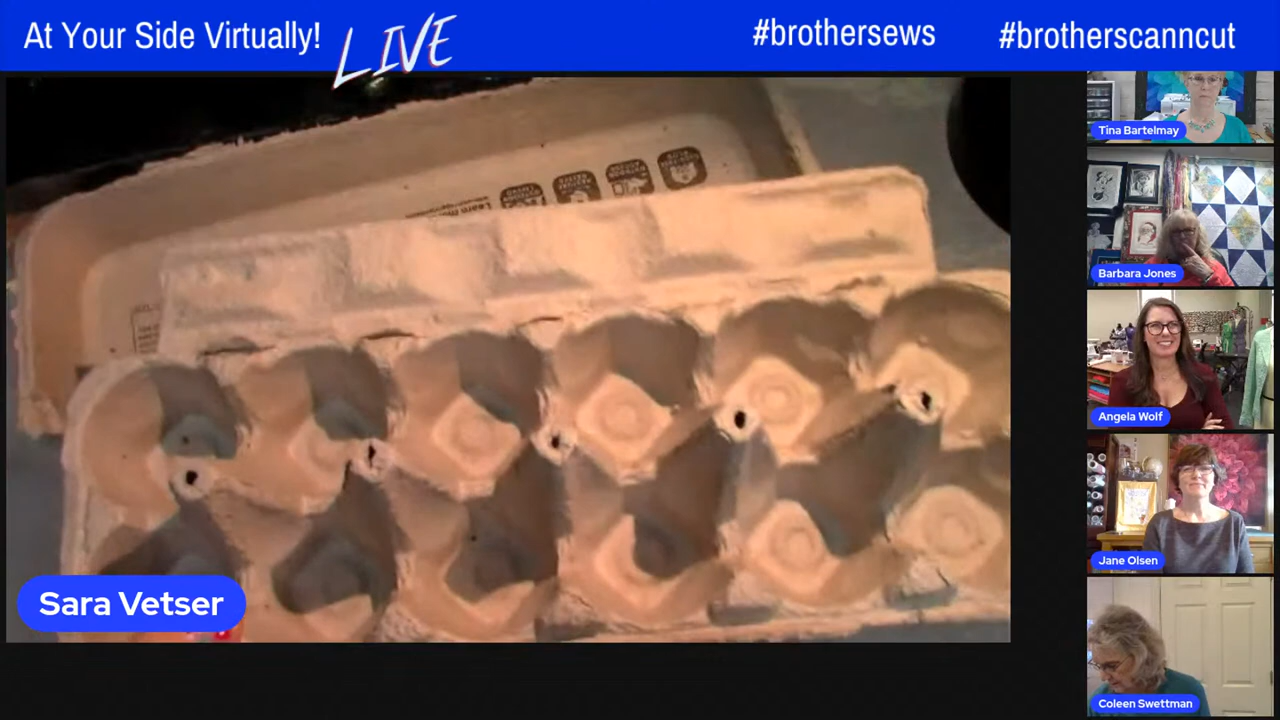 At Your Side Virtually!
LIVE
#brothersews
#brotherscanncut
Learn
Sara Vetser
Tina Bartelmay
Barbara Jones
Angela Wolf
Jane Olsen
Coleen Swettman